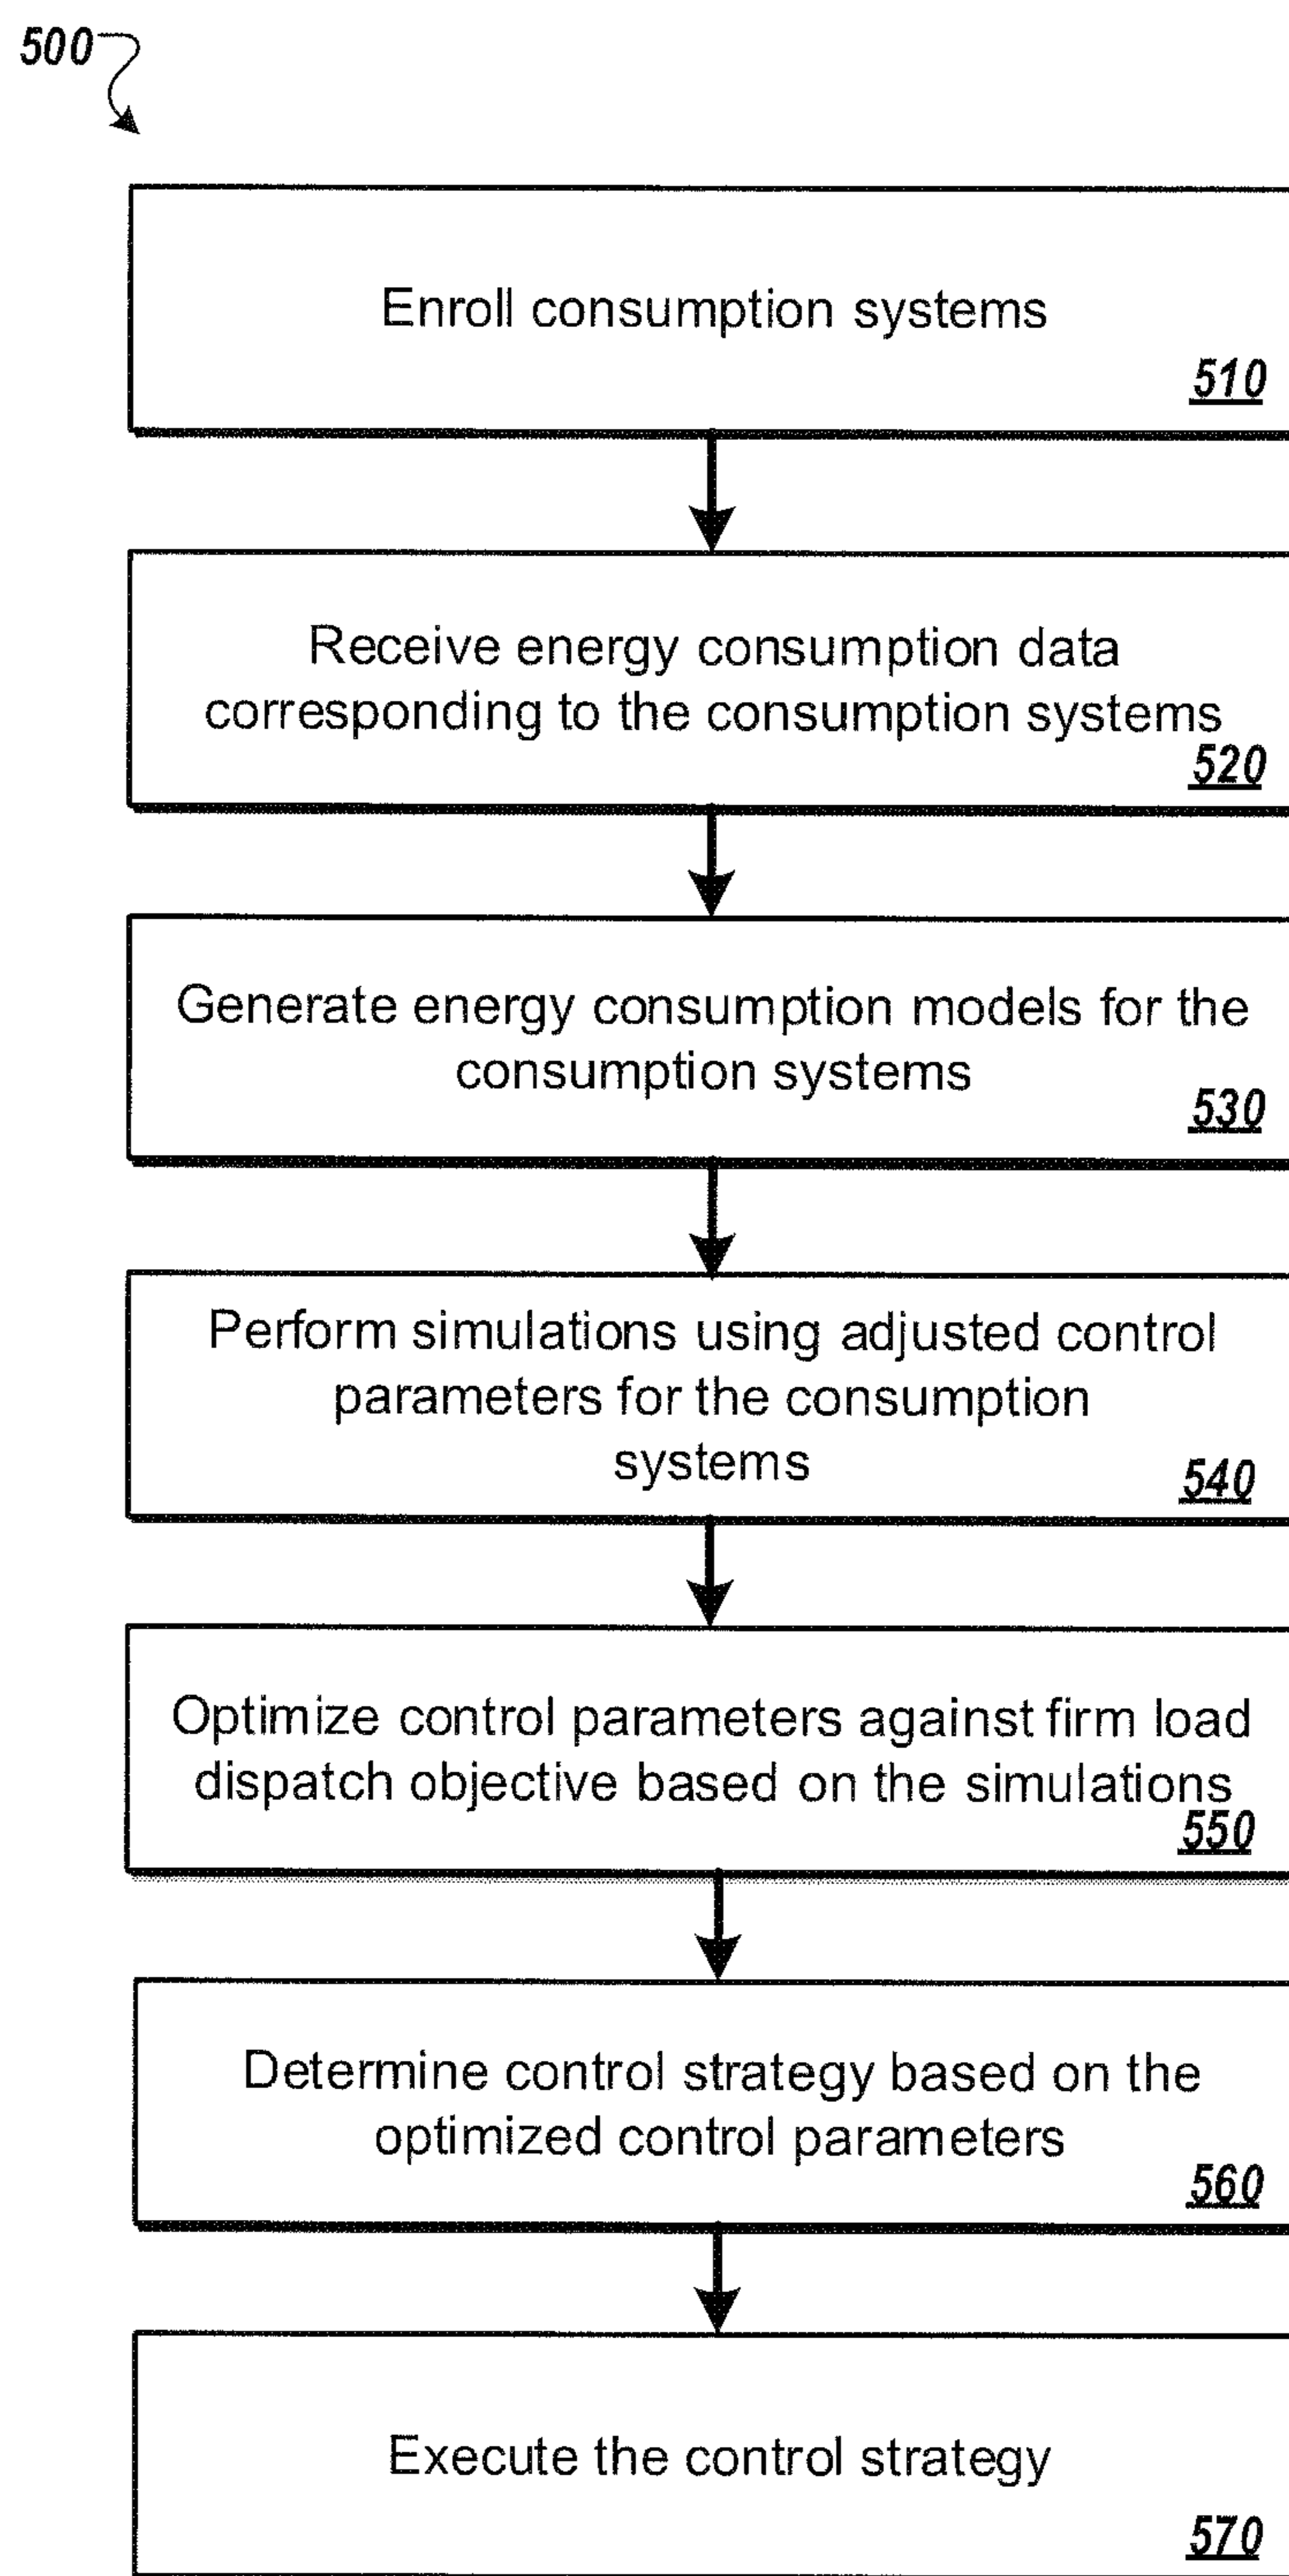 500
Enroll consumption systems
510
Receive energy consumption data
corresponding to the consumption systems
520
Generate energy consumption models for the
consumption systems
530
Perform simulations using adjusted control
parameters for the consumption
systems
540
Optimize control parameters against firm load
dispatch objective based on the simulations
550
Determine control strategy based on the
optimized control parameters
560
Execute the control strategy
570